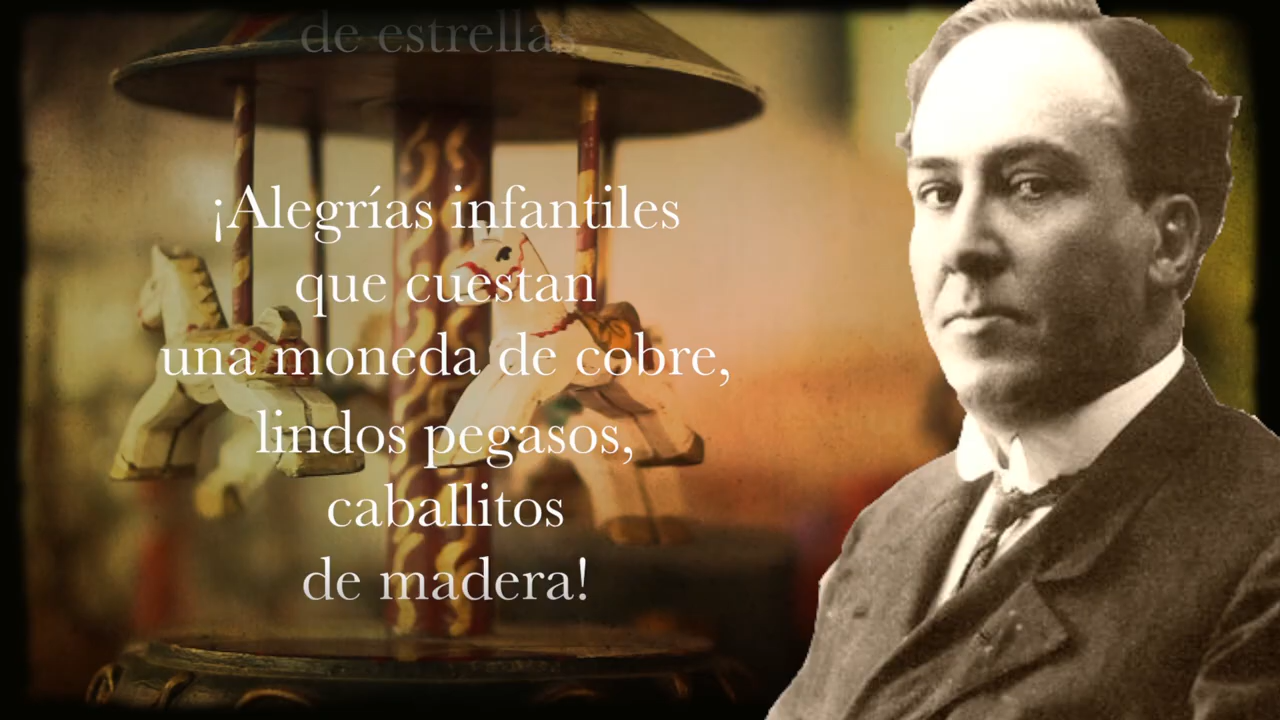 de estrellas.
¡Alegrías infantiles
que cuestan
una moneda de cobre,
lindos pegasos,
caballitos
de madera!